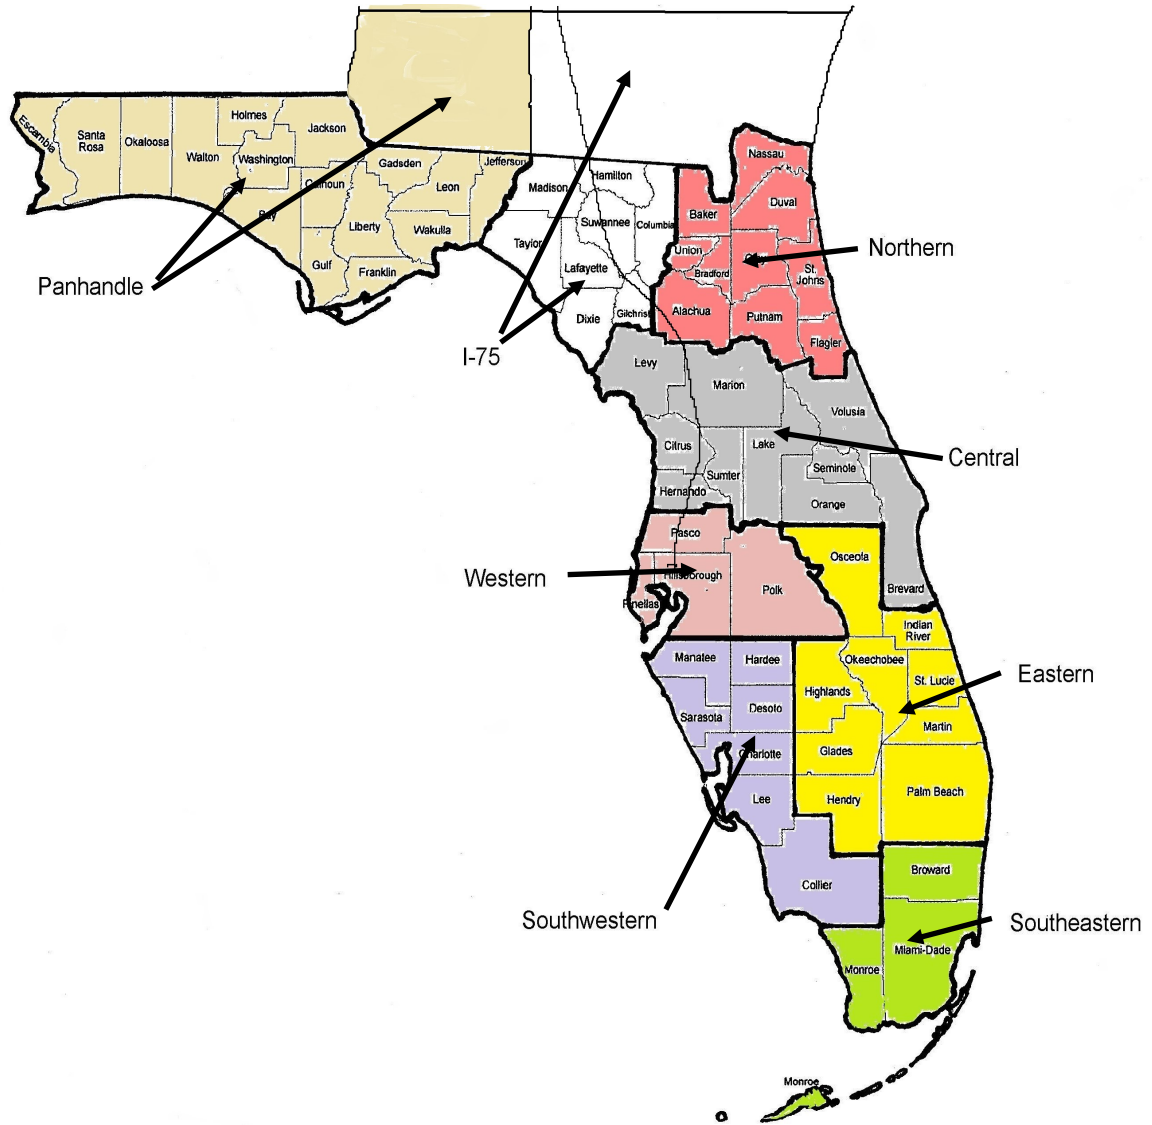 Nassau
Holmes
Escambia
Santa
Rosa
Okaloosa
Jackson
Walton
Washington
Gadsden
Jefferson
Hamilton
Calhoun
Leon
Madison
Duval
Bay
Liberty
Wakulla
Taylor
Suwannee
Columbia
Baker
Union
Northern
Gulf
Franklin
Lafayette
Bradford
St.
Johns
Panhandle
Dixie
Gilchrist
Alachua
Putnam
Flagler
I-75
Levy
Marion
Volusia
Citrus
Lake
Central
Sumter
Seminole
Hernando
Orange
Pasco
Osceola
Western
Hillsborough
Polk
Brevard
Pinellas
Indian
River
Manatee
Hardee
Okeechobee
Highlands
St. Lucie
Eastern
Desoto
Sarasota
Martin
Charlotte
Glades
Lee
Hendry
Palm Beach
Broward
Collier
Southwestern
Southeastern
Miami-Dade
Monroe
Monroe